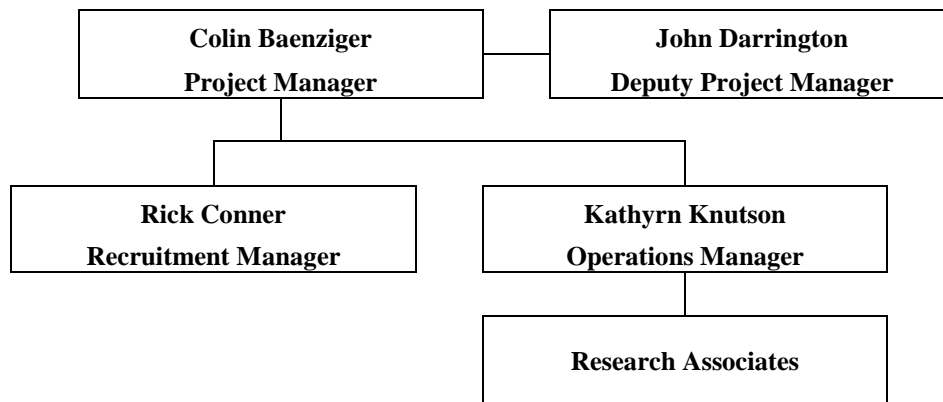 Colin Baenziger
Project Manager
John Darrington
Deputy Project Manager
Rick Conner
Recruitment Manager
Kathyrn Knutson
Operations Manager
Research Associates